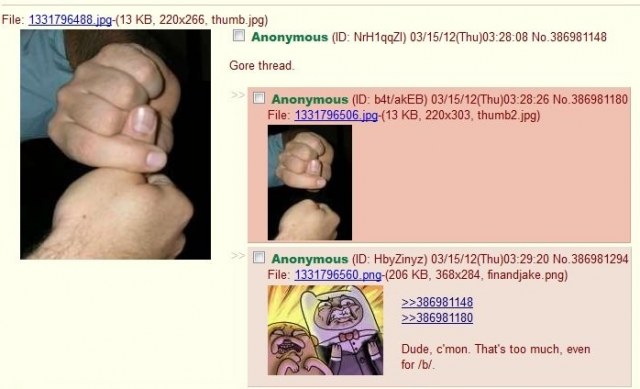 File: 1331796488.jpg-(13 KB, 220x266, thumb.jpg)
Anonymous (ID: NrH1qqZl) 03/15/12(Thu)03:28:08 No.386981148
Gore thread.
>> Anonymous (ID: b4t/akEB) 03/15/12(Thu)03:28:26 No.386981180
File: 1331796506.jpg-(13 KB, 220x303, thumb2.jpg)
>> Anonymous (ID: HbyZinyz) 03/15/12(Thu)03:29:20 No.386981294
File: 1331796560.png-(206 KB, 368x284, finandjake.png)
>>386981148
>>386981180
Dude, c'mon. That's too much, even
for /b/.